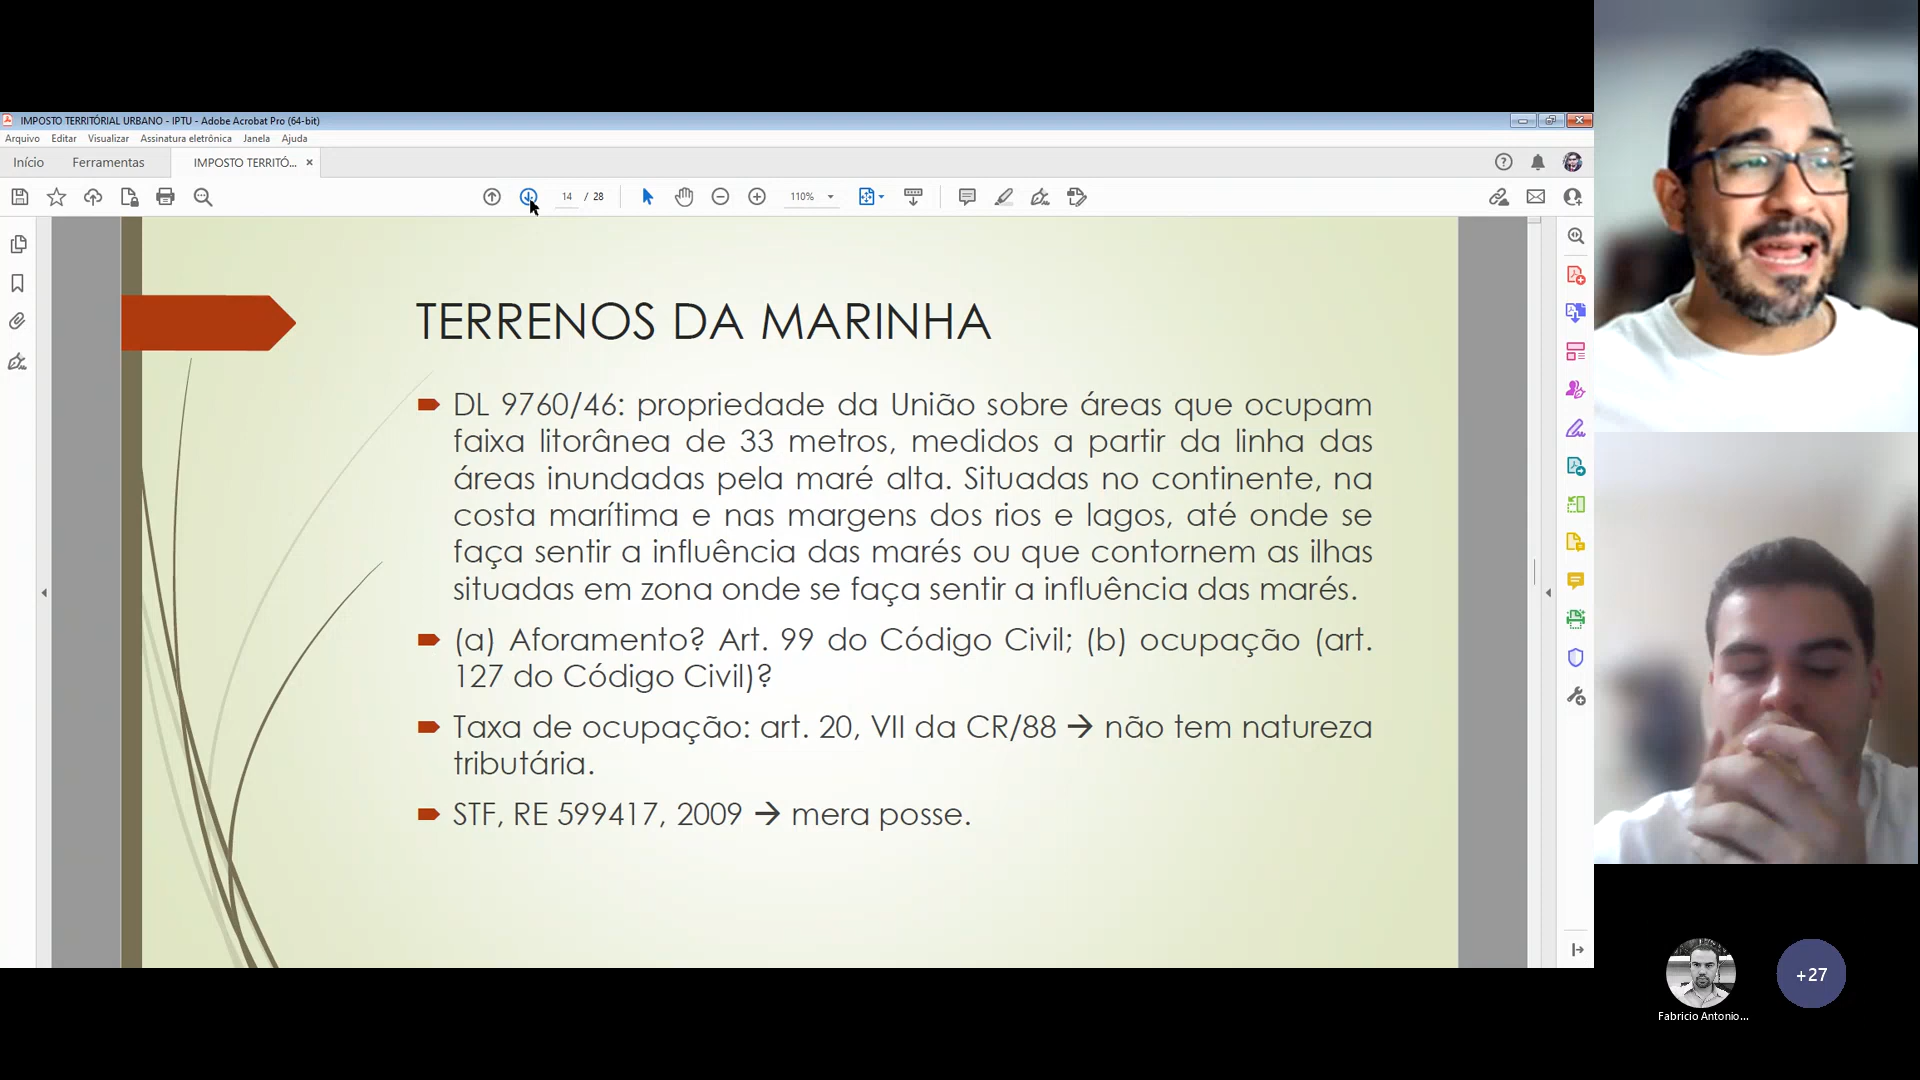 IMPOSTO TERRITÓRIAL URBANO - IPTU - Adobe Acrobat Pro (64-bit)
Arquivo Editar Visualizar Assinatura eletrônica Janela Ajuda
Início Ferramentas IMPOSTO TERRITÓ... ×
14 / 28 110%
TERRENOS DA MARINHA
DL 9760/46: propriedade da União sobre áreas que ocupam
faixa litorânea de 33 metros, medidos a partir da linha das
áreas inundadas pela maré alta. Situadas no continente, na
costa marítima e nas margens dos rios e lagos, até onde se
faça sentir a influência das marés ou que contornem as ilhas
situadas em zona onde se faça sentir a influência das marés.
(a) Aforamento? Art. 99 do Código Civil; (b) ocupação (art.
127 do Código Civil)?
Taxa de ocupação: art. 20, VII da CR/88 → não tem natureza
tributária.
STF, RE 599417, 2009 → mera posse.
+27
Fabricio Antonio...